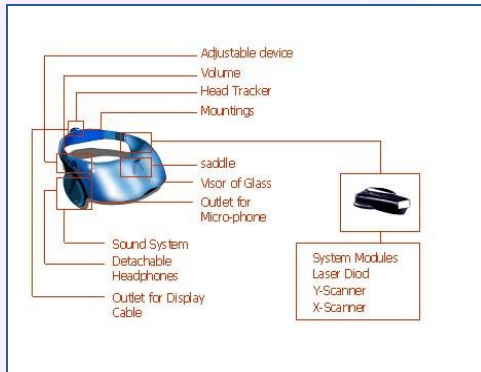 Adjustable device
Volume
Head Tracker
Mountings
saddle
Visor of Glass
Outlet for
Micro-phone
Sound System
Detachable
Headphones
Outlet for Display
Cable
System Modules
Laser Diod
Y-Scanner
X-Scanner